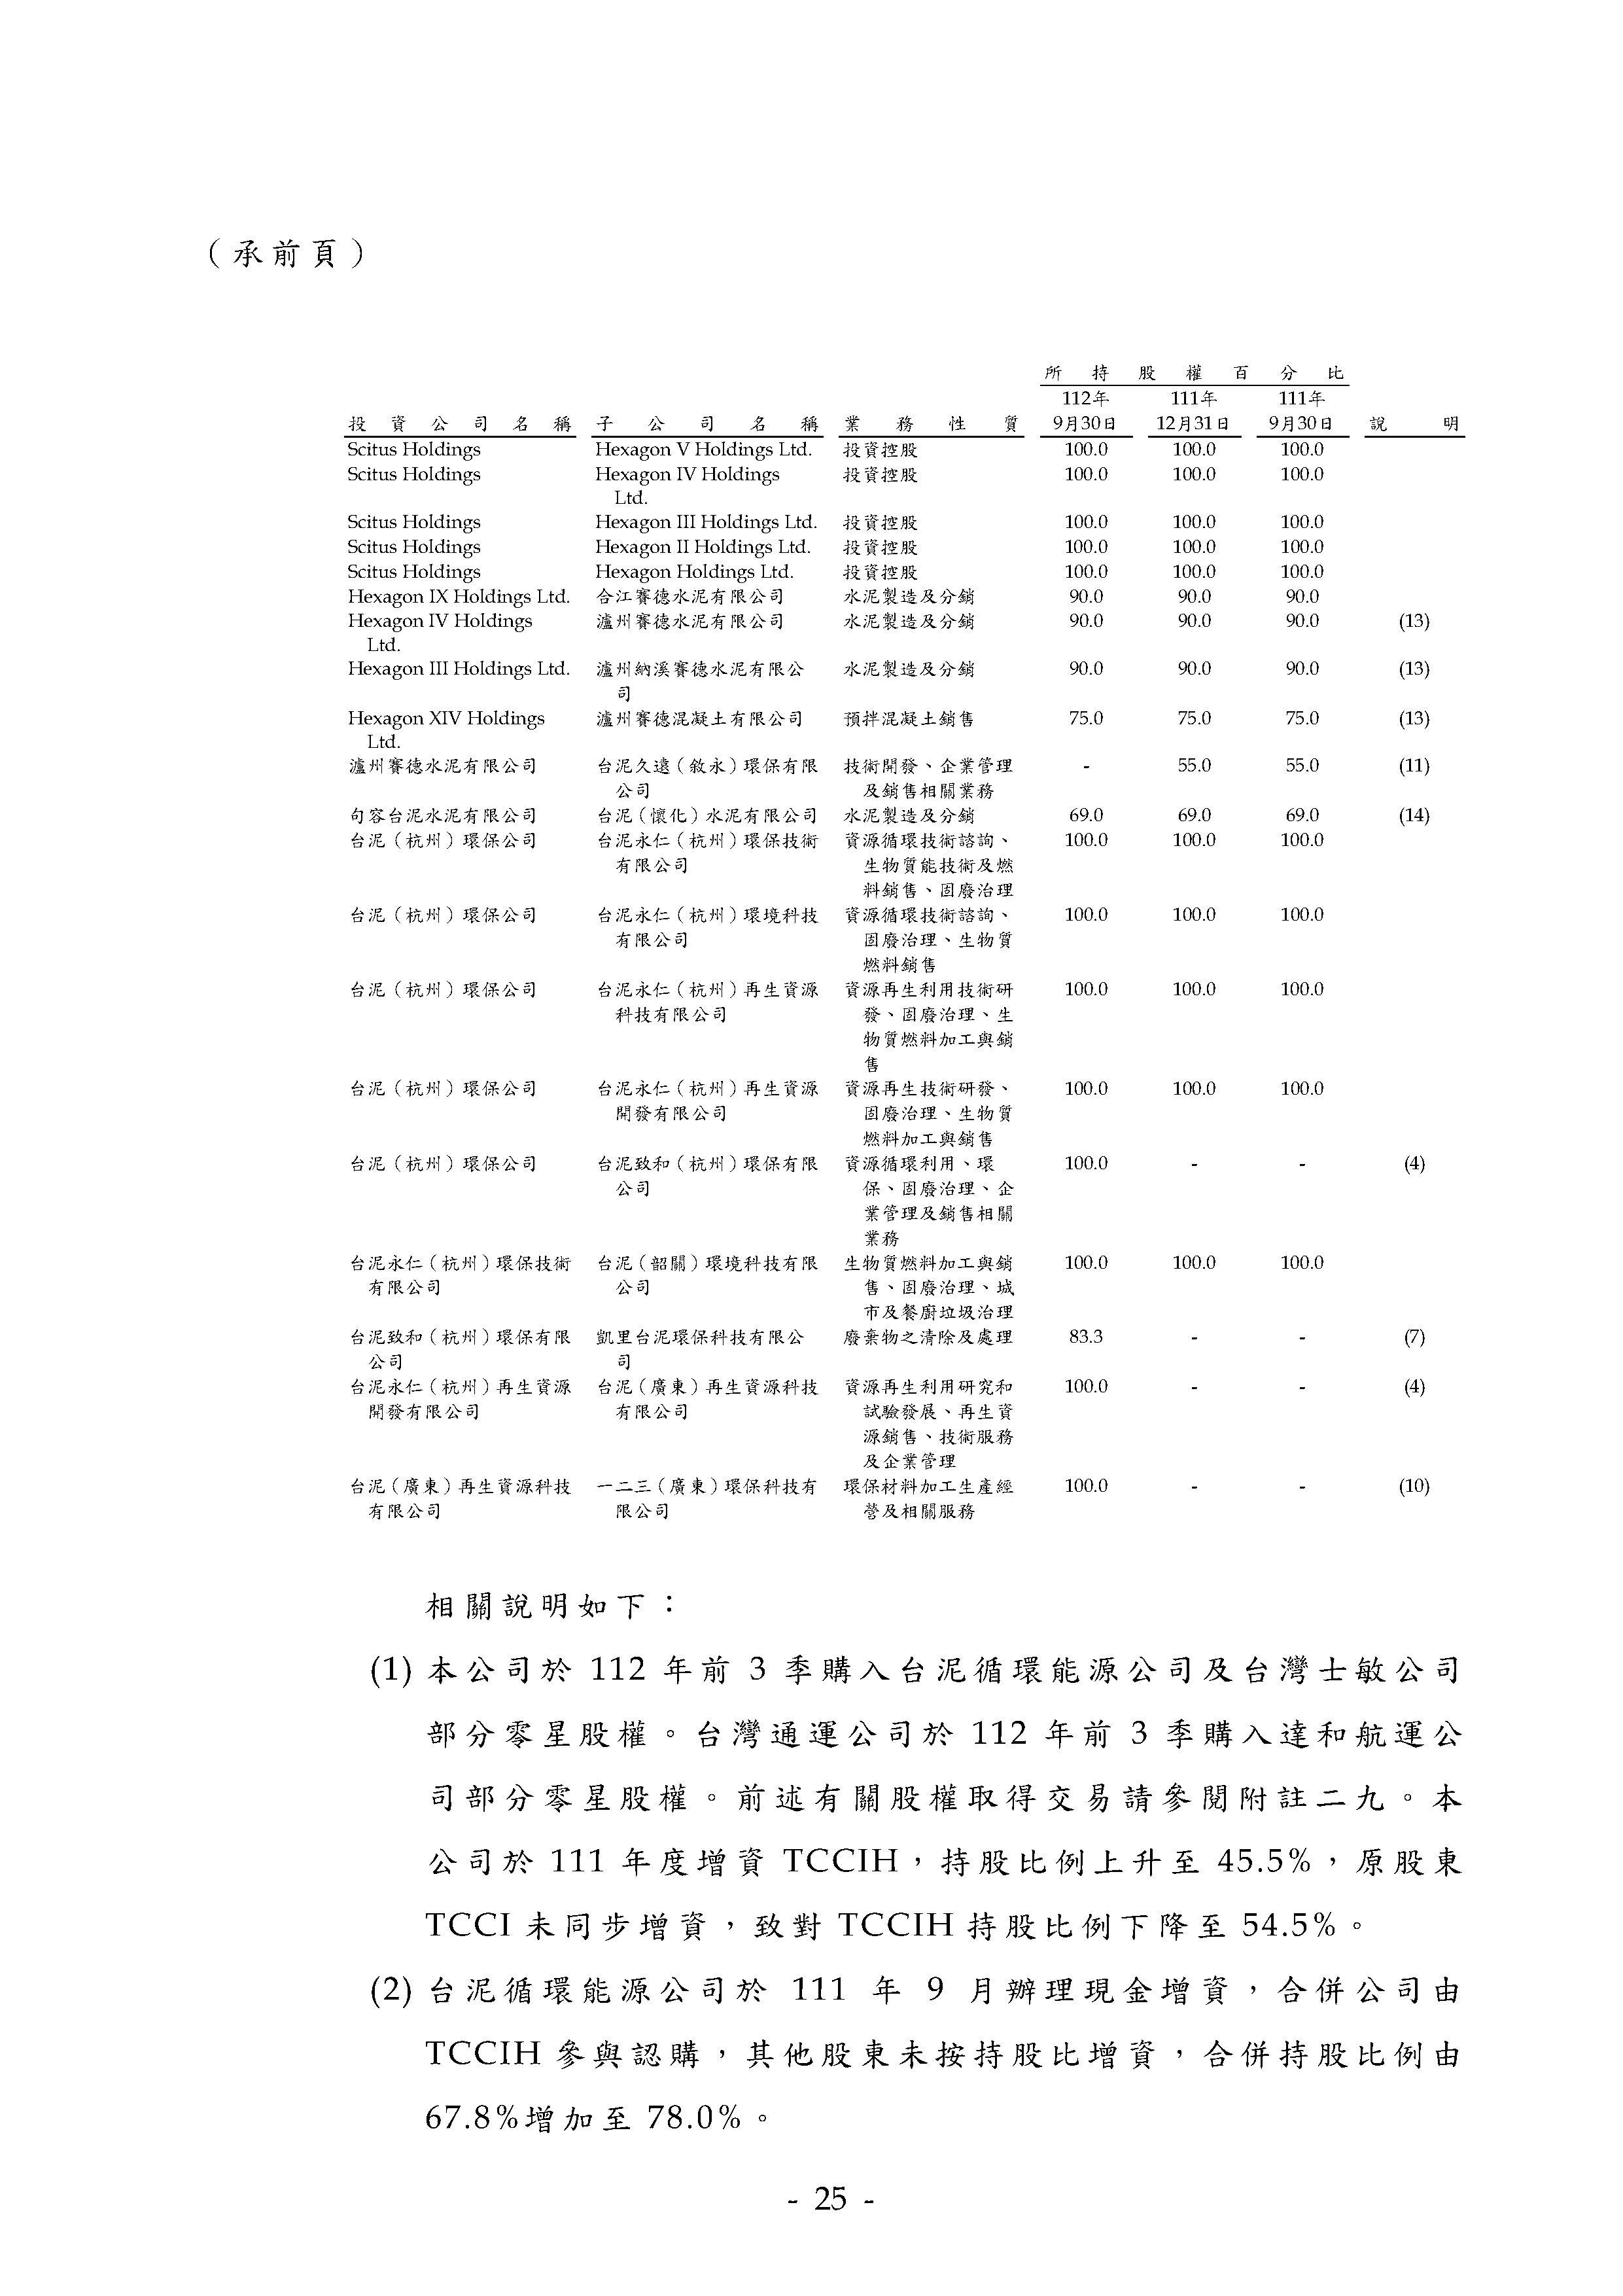 （承前頁）
所持股權百分比
112年 111年 111年
投資公司名稱 子公司名稱 業務性質 9月30日 12月31日 9月30日 說明
Scitus Holdings Hexagon V Holdings Ltd. 投資控股 100.0 100.0 100.0
Scitus Holdings Hexagon IV Holdings 投資控股 100.0 100.0 100.0
Ltd.
Scitus Holdings Hexagon III Holdings Ltd. 投資控股 100.0 100.0 100.0
Scitus Holdings Hexagon II Holdings Ltd. 投資控股 100.0 100.0 100.0
Scitus Holdings Hexagon Holdings Ltd. 投資控股 100.0 100.0 100.0
Hexagon IX Holdings Ltd. 合江賽德水泥有限公司 水泥製造及分銷 90.0 90.0 90.0
Hexagon IV Holdings 瀘州賽德水泥有限公司 水泥製造及分銷 90.0 90.0 90.0 (13)
Ltd.
Hexagon III Holdings Ltd. 瀘州納溪賽德水泥有限公 水泥製造及分銷 90.0 90.0 90.0 (13)
司
Hexagon XIV Holdings 瀘州賽德混凝土有限公司 預拌混凝土銷售 75.0 75.0 75.0 (13)
Ltd.
瀘州賽德水泥有限公司 台泥久遠（敘永）環保有限 技術開發、企業管理 - 55.0 55.0 (11)
公司 及銷售相關業務
句容台泥水泥有限公司 台泥（懷化）水泥有限公司 水泥製造及分銷 69.0 69.0 69.0 (14)
台泥（杭州）環保公司 台泥永仁（杭州）環保技術 資源循環技術諮詢、 100.0 100.0 100.0
有限公司 生物質能技術及燃
料銷售、固廢治理
台泥（杭州）環保公司 台泥永仁（杭州）環境科技 資源循環技術諮詢、 100.0 100.0 100.0
有限公司 固廢治理、生物質
燃料銷售
台泥（杭州）環保公司 台泥永仁（杭州）再生資源 資源再生利用技術研 100.0 100.0 100.0
科技有限公司 發、固廢治理、生
物質燃料加工與銷
售
台泥（杭州）環保公司 台泥永仁（杭州）再生資源 資源再生技術研發、 100.0 100.0 100.0
開發有限公司 固廢治理、生物質
燃料加工與銷售
台泥（杭州）環保公司 台泥致和（杭州）環保有限 資源循環利用、環 100.0 - - (4)
公司 保、固廢治理、企
業管理及銷售相關
業務
台泥永仁（杭州）環保技術 台泥（韶關）環境科技有限 生物質燃料加工與銷 100.0 100.0 100.0
有限公司 公司 售、固廢治理、城
市及餐廚垃圾治理
台泥致和（杭州）環保有限 凱里台泥環保科技有限公 廢棄物之清除及處理 83.3 - - (7)
公司 司
台泥永仁（杭州）再生資源 台泥（廣東）再生資源科技 資源再生利用研究和 100.0 - - (4)
開發有限公司 有限公司 試驗發展、再生資
源銷售、技術服務
及企業管理
台泥（廣東）再生資源科技 一二三（廣東）環保科技有 環保材料加工生產經 100.0 - - (10)
有限公司 限公司 營及相關服務
相關說明如下：
(1) 本公司於 112 年前 3 季購入台泥循環能源公司及台灣士敏公司
部分零星股權。台灣通運公司於 112 年前 3 季購入達和航運公
司部分零星股權。前述有關股權取得交易請參閱附註二九。本
公司於 111 年度增資 TCCIH，持股比例上升至 45.5%，原股東
TCCI 未同步增資，致對 TCCIH 持股比例下降至 54.5%。
(2) 台泥循環能源公司於 111 年 9 月辦理現金增資，合併公司由
TCCIH 參與認購，其他股東未按持股比增資，合併持股比例由
67.8%增加至 78.0%。
- 25 -